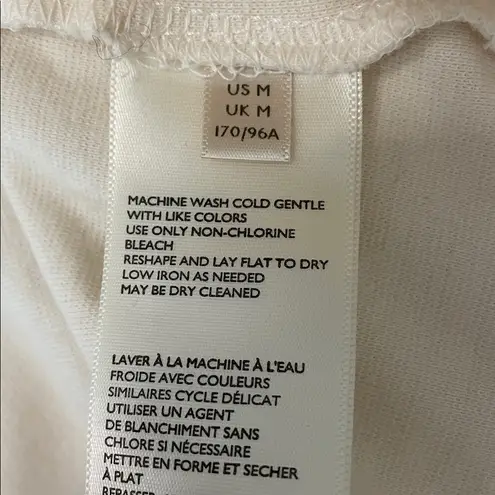 US M
UK M
170/96A
MACHINE WASH COLD GENTLE
WITH LIKE COLORS
USE ONLY NON-CHLORINE
BLEACH
RESHAPE AND LAY FLAT TO DRY
LOW IRON AS NEEDED
MAY BE DRY CLEANED
LAVER À LA MACHINE À L'EAU
FROIDE AVEC COULEURS
SIMILAIRES CYCLE DÉLICAT
UTILISER UN AGENT
DE BLANCHIMENT SANS
CHLORE SI NÉCESSAIRE
METTRE EN FORME ET SECHER
À PLAT